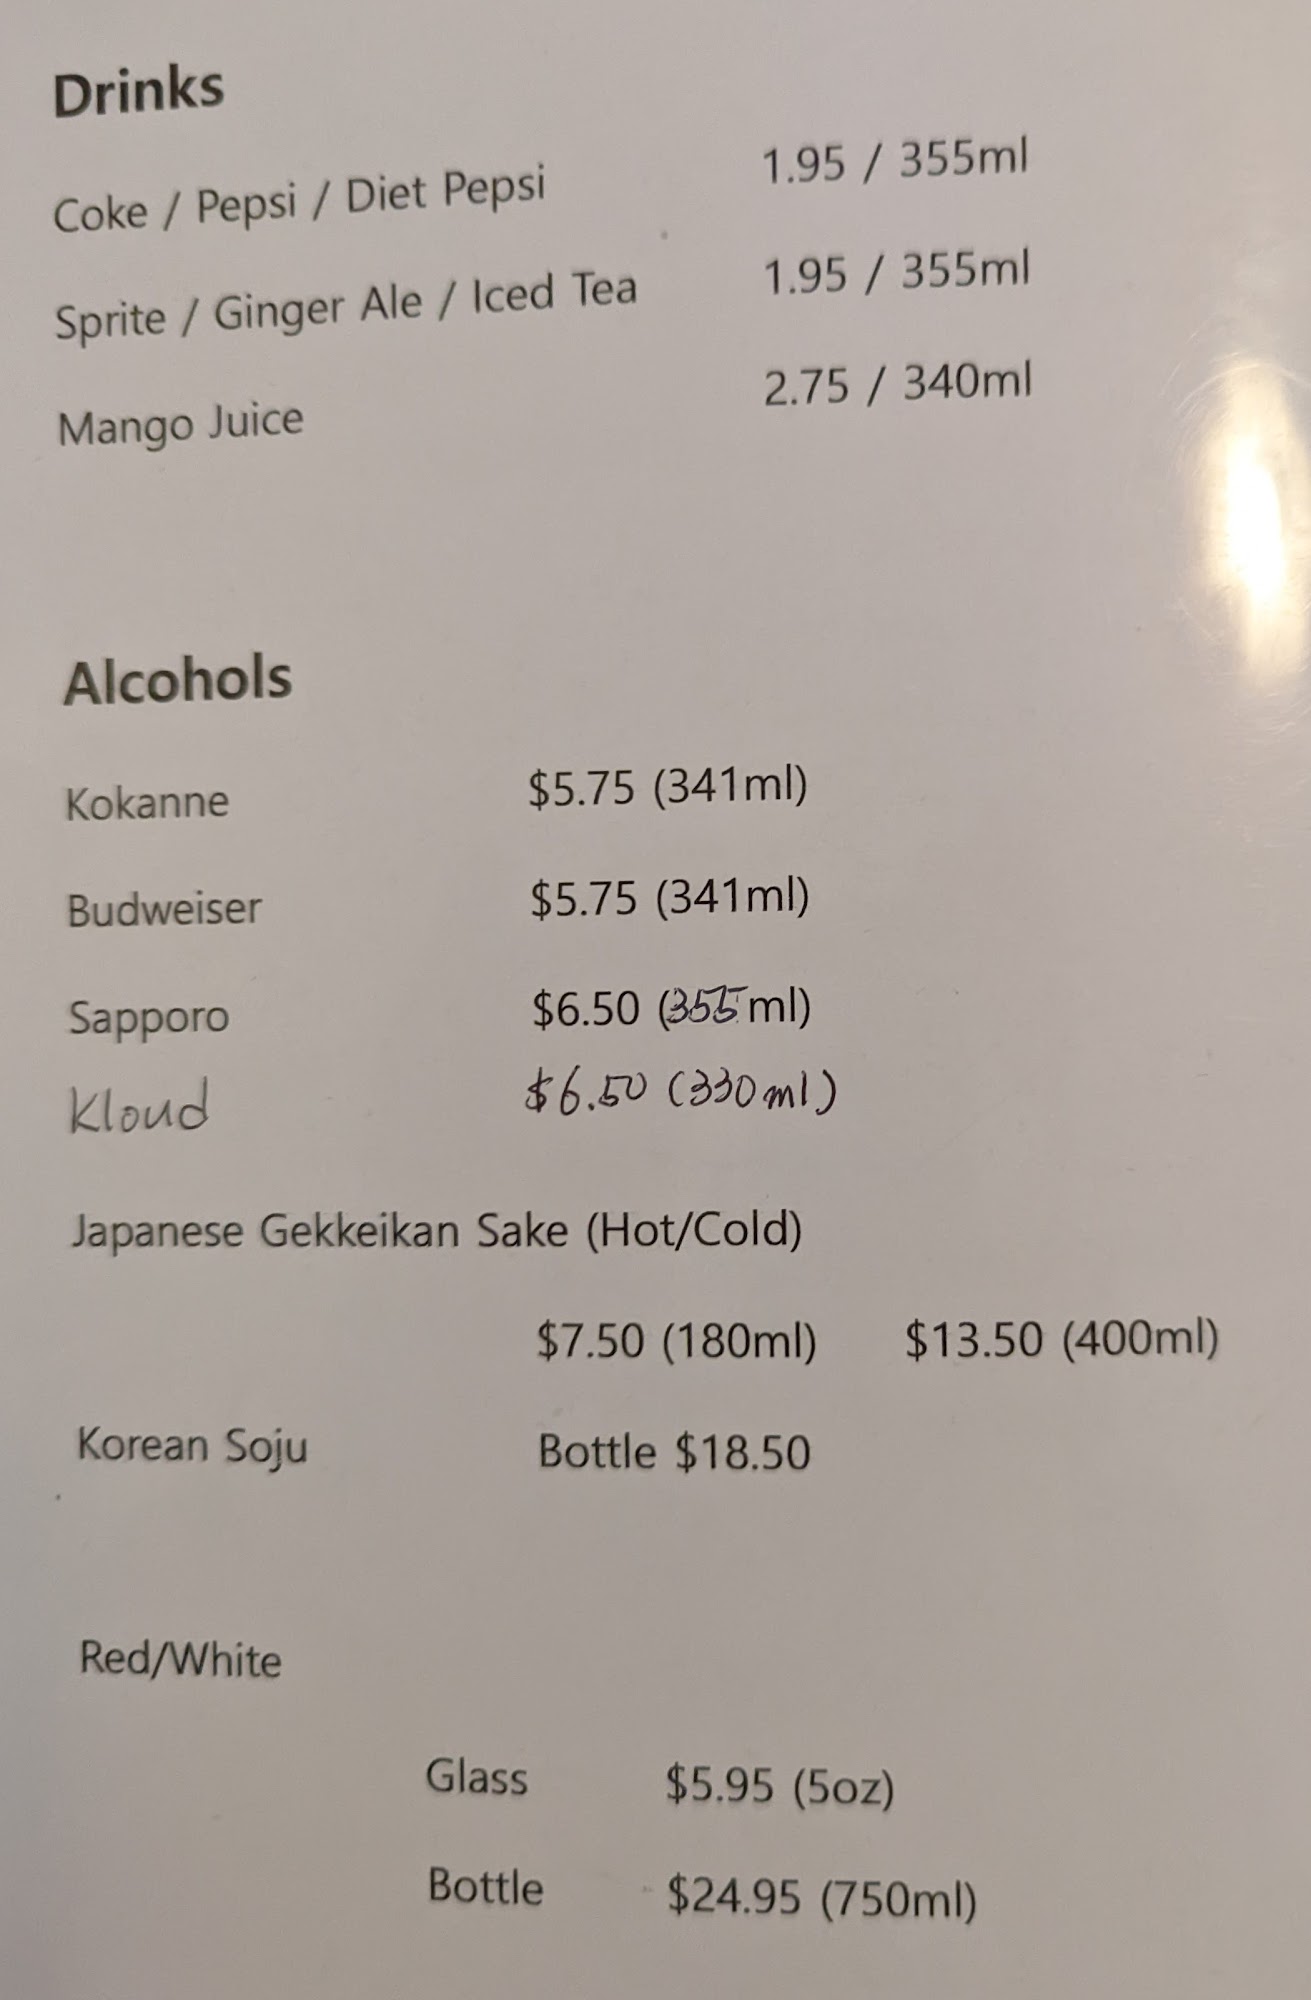 Drinks
Coke / Pepsi / Diet Pepsi 1.95 / 355ml
Sprite / Ginger Ale / Iced Tea 1.95 / 355ml
Mango Juice 2.75 / 340ml
Alcohols
Kokanne $5.75 (341ml)
Budweiser $5.75 (341ml)
Sapporo $6.50 (355ml)
Kloud $6.50 (330ml)
Japanese Gekkeikan Sake (Hot/Cold)
$7.50 (180ml) $13.50 (400ml)
Korean Soju Bottle $18.50
Red/White
Glass $5.95 (5oz)
Bottle $24.95 (750ml)